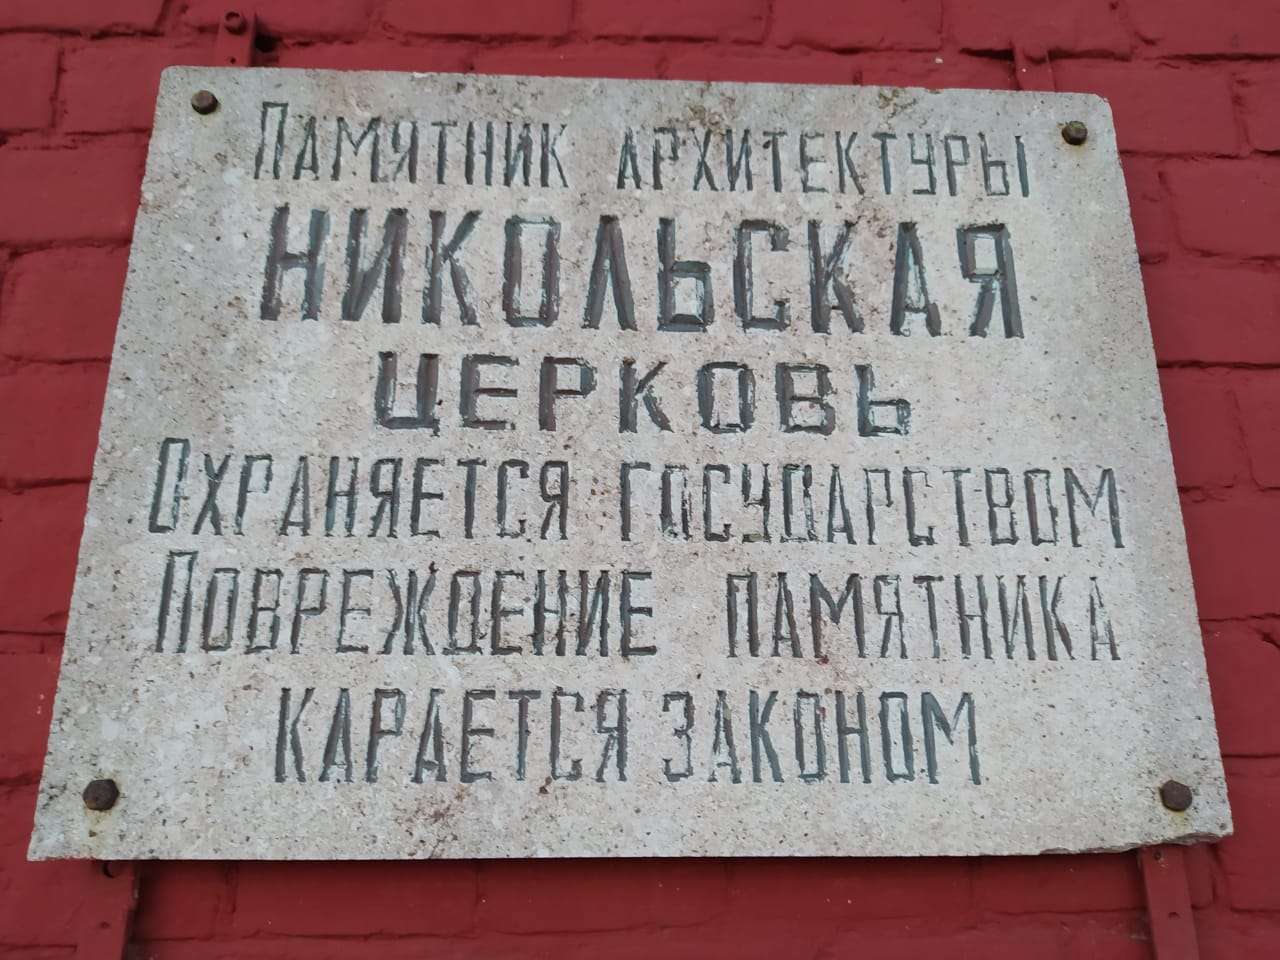 Памятник архитектуры
НИКОЛЬСКАЯ
ЦЕРКОВЬ
Охраняется государством
Повреждение памятника
карается законом